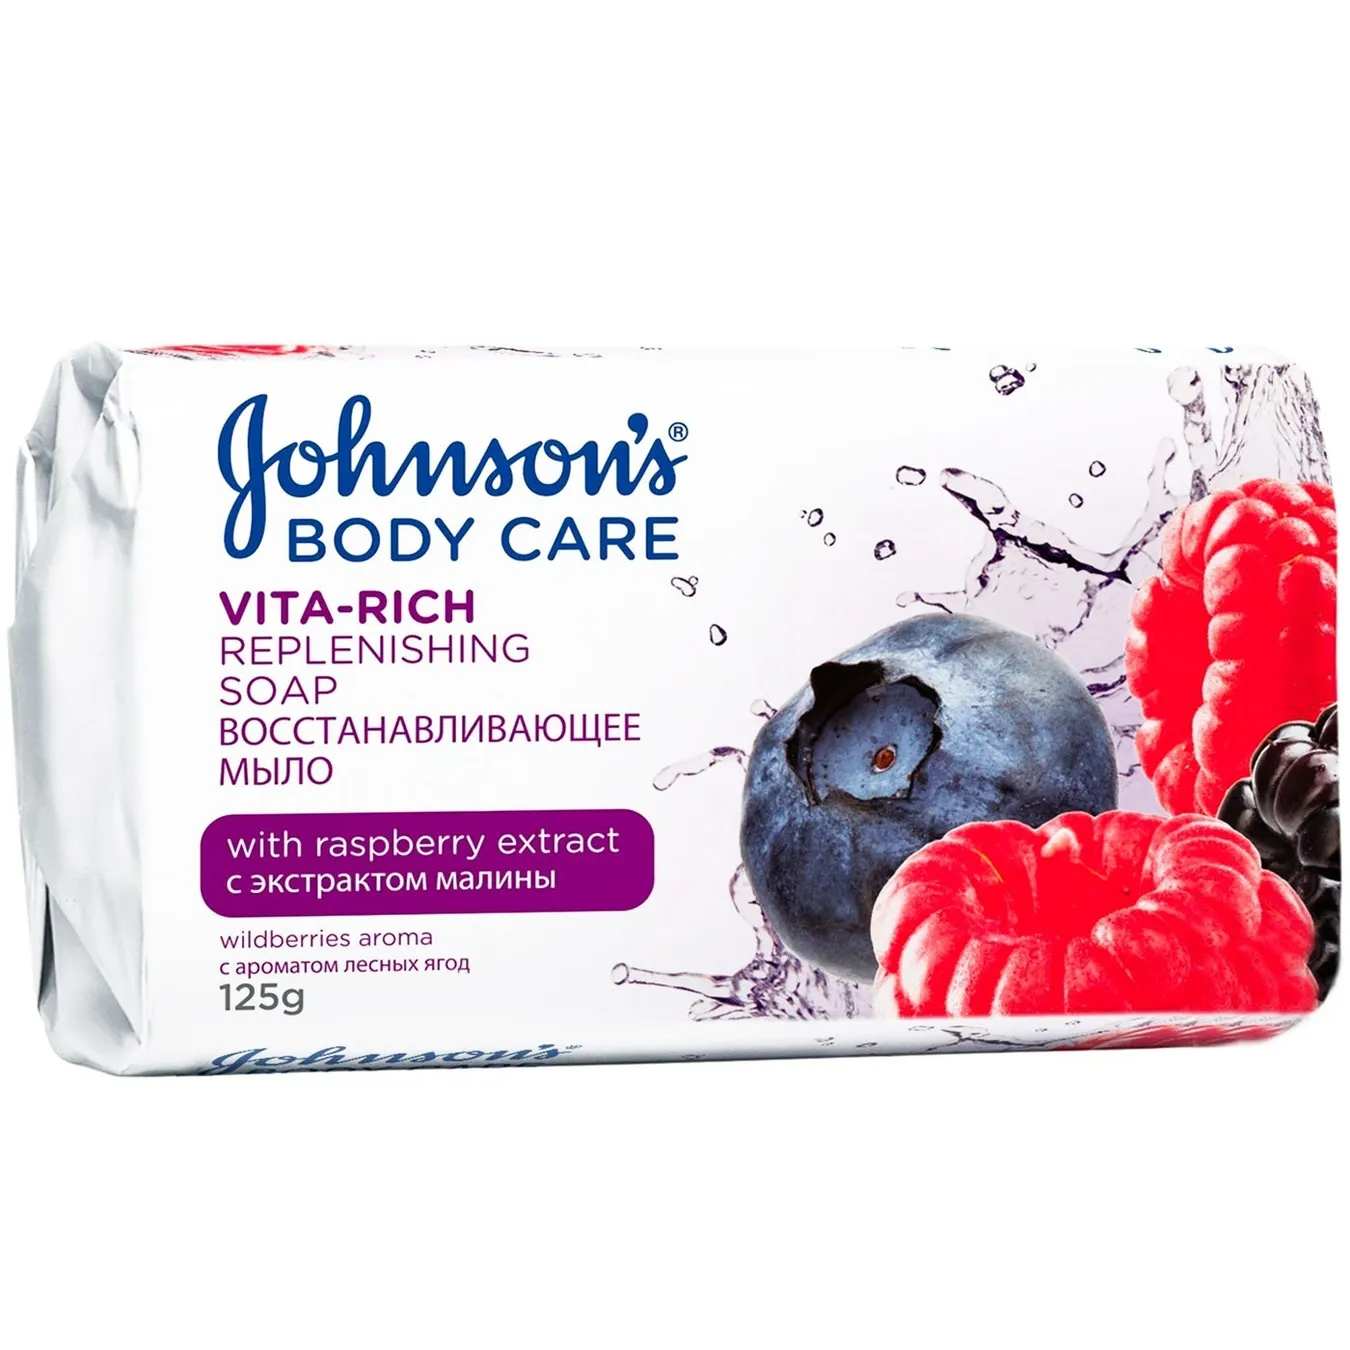 Johnson's®
BODY CARE
VITA-RICH
REPLENISHING
SOAP
ВОССТАНАВЛИВАЮЩЕЕ
МЫЛО
with raspberry extract
с экстрактом малины
wildberries aroma
с ароматом лесных ягод
125g
Johnson's®